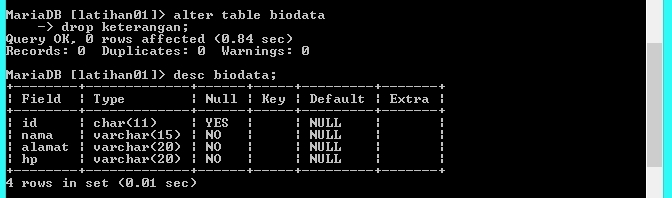 MariaDB [latihan01]> alter table biodata
    -> drop keterangan;
Query OK, 0 rows affected (0.84 sec)
Records: 0  Duplicates: 0  Warnings: 0
MariaDB [latihan01]> desc biodata;
+--------+-------------+------+-----+---------+-------+
| Field  | Type        | Null | Key | Default | Extra |
+--------+-------------+------+-----+---------+-------+
| id     | char(11)    | YES  |     | NULL    |       |
| nama   | varchar(15) | NO   |     | NULL    |       |
| alamat | varchar(20) | NO   |     | NULL    |       |
| hp     | varchar(20) | NO   |     | NULL    |       |
+--------+-------------+------+-----+---------+-------+
4 rows in set (0.01 sec)